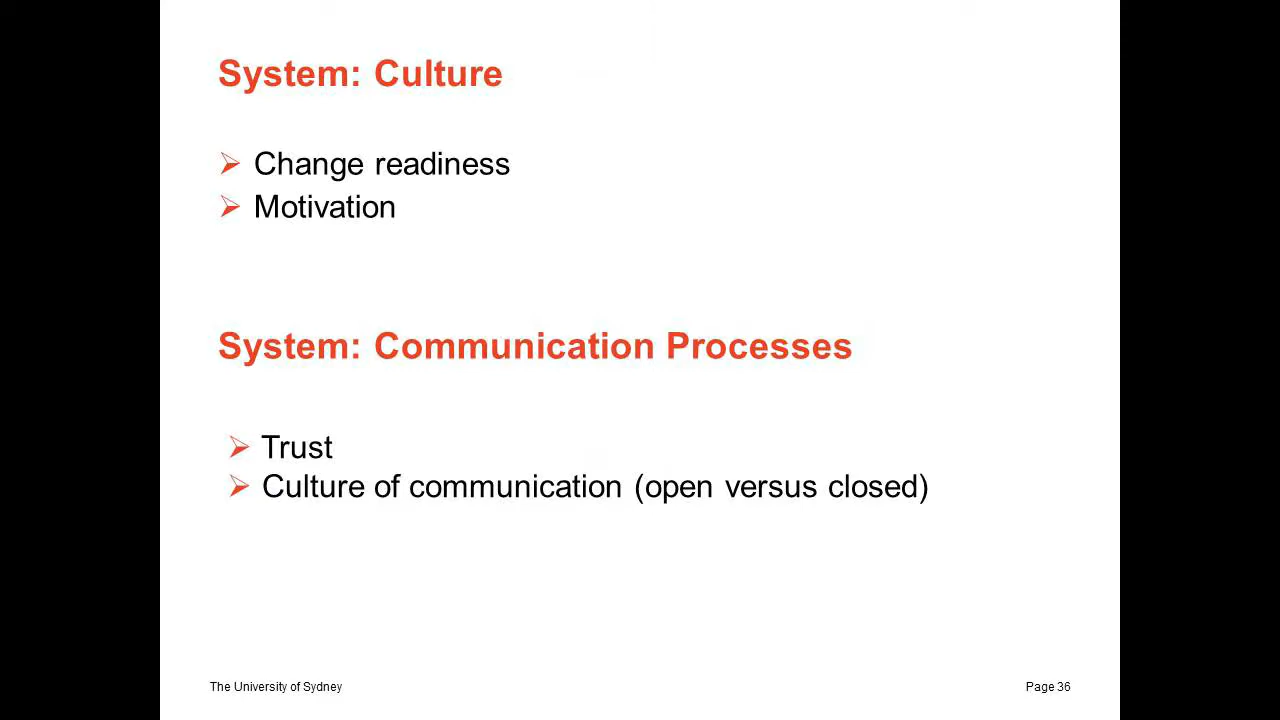 System: Culture
Change readiness
Motivation
System: Communication Processes
Trust
Culture of communication (open versus closed)
The University of Sydney
Page 36